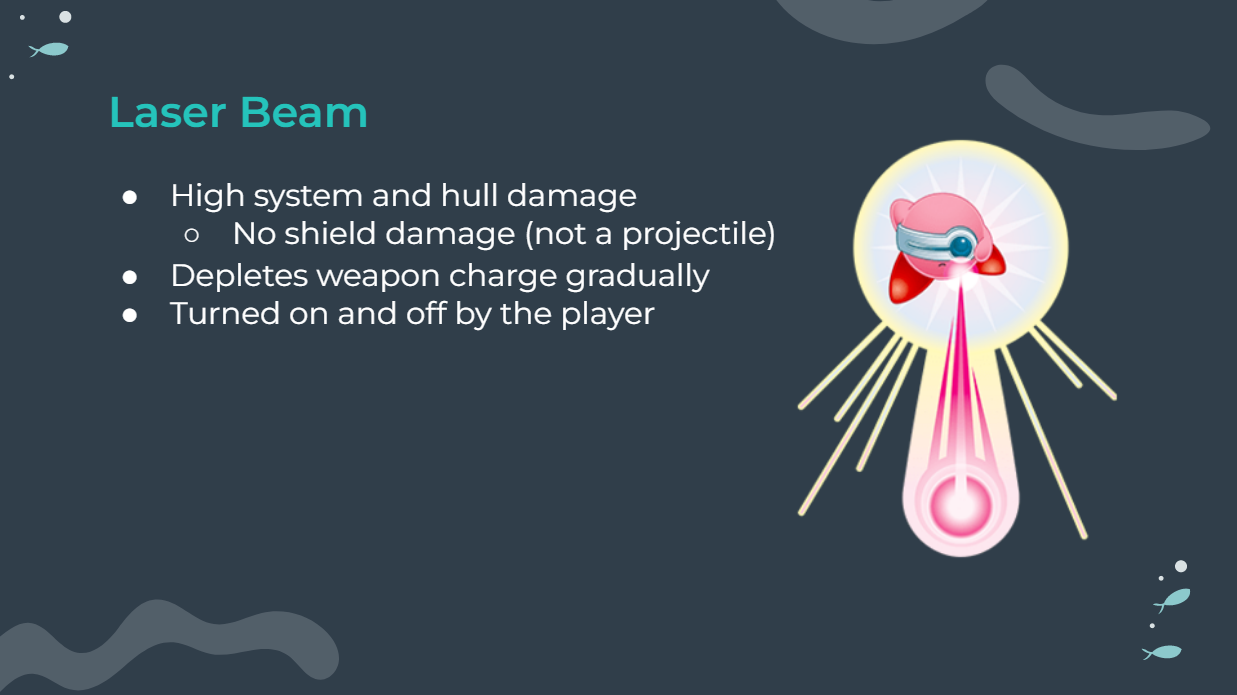 Laser Beam
● High system and hull damage
○ No shield damage (not a projectile)
● Depletes weapon charge gradually
● Turned on and off by the player